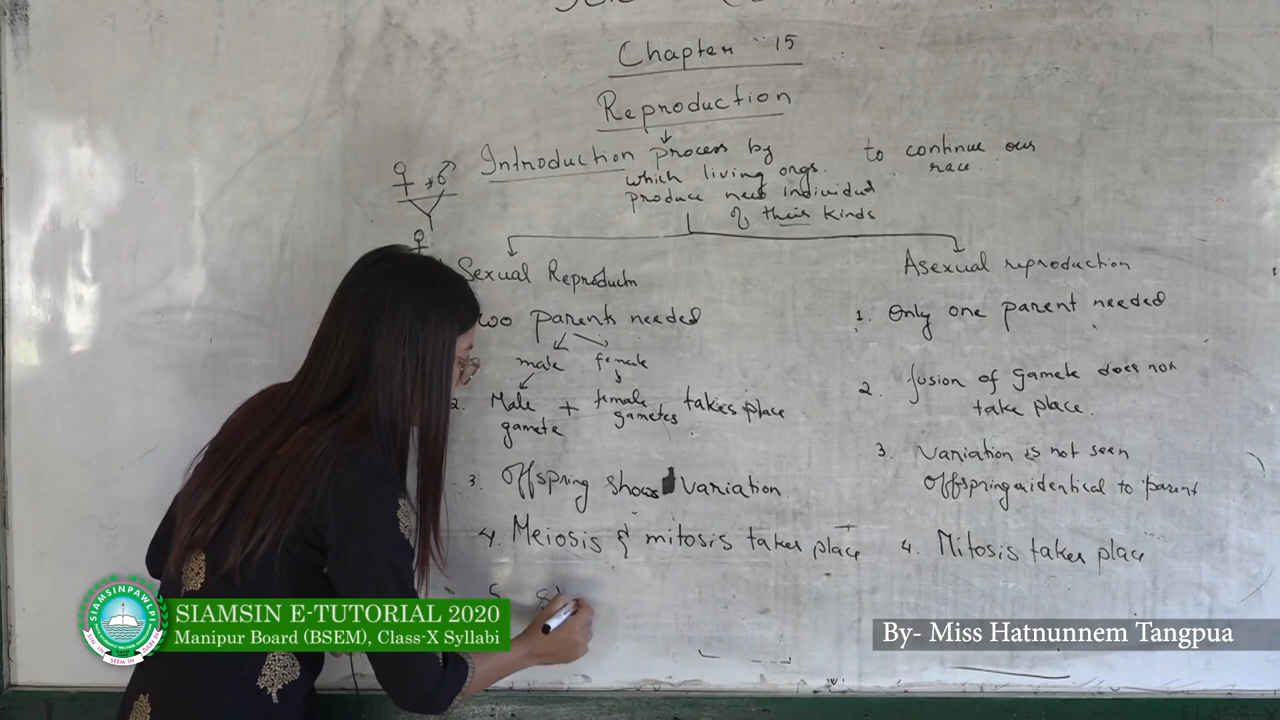 Chapter 15
Reproduction
Introduction process by
which living orgs.
produce new individual
of their kinds
to continue our
race
Sexual Reproductn
wo parents needed
male female
2. Male gamete + female gametes takes place
3. Offspring shows variation
4. Meiosis & mitosis takes place
5.
Asexual reproduction
1. Only one parent needed
2. fusion of gamete does not
take place.
3. Variation is not seen
offspring identical to parent
4. Mitosis takes place
SIAMSINPAWLPI
SIAMSIN E-TUTORIAL 2020
Manipur Board (BSEM), Class-X Syllabi
By- Miss Hatnunnem Tangpua